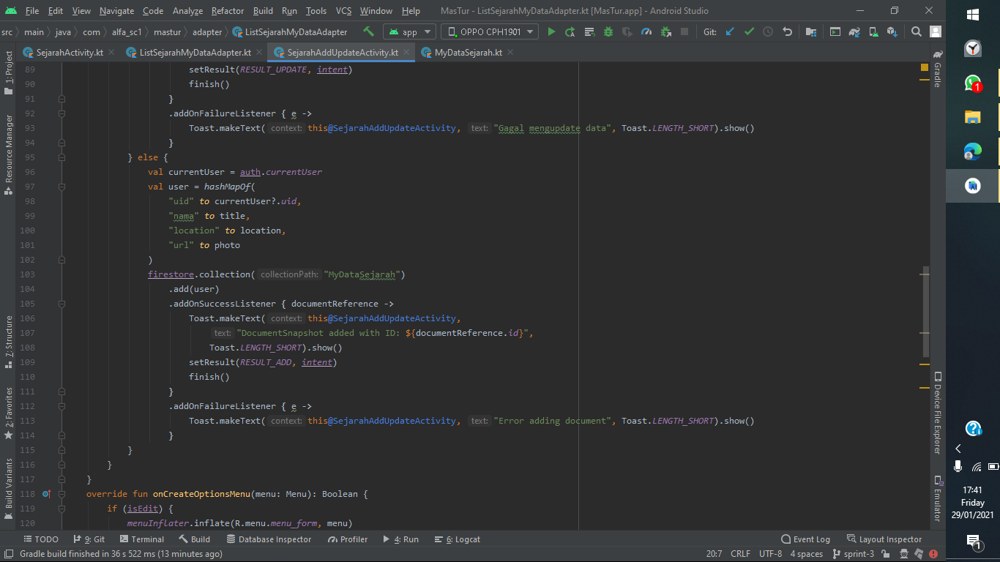 File Edit View Navigate Code Analyze Refactor Build Run Tools VCS Window Help MasTur - ListSejarahMyDataAdapter.kt [MasTur.app] - Android Studio
src main java com alfa_sc1 mastur adapter ListSejarahMyDataAdapter app OPPO CPH1901 Git:
SejarahActivity.kt ListSejarahMyDataAdapter.kt SejarahAddUpdateActivity.kt MyDataSejarah.kt
1: Project
Resource Manager
7: Structure
2: Favorites
Build Variants
89 setResult(RESULT_UPDATE, intent)
90 finish()
91 }
92 .addOnFailureListener { e ->
93 Toast.makeText( context: this@SejarahAddUpdateActivity, text: "Gagal mengupdate data", Toast.LENGTH_SHORT).show()
94 }
95 } else {
96 val currentUser = auth.currentUser
97 val user = hashMapOf(
98 "uid" to currentUser?.uid,
99 "nama" to title,
100 "location" to location,
101 "url" to photo
102 )
103 firestore.collection( collectionPath: "MyDataSejarah")
104 .add(user)
105 .addOnSuccessListener { documentReference ->
106 Toast.makeText( context: this@SejarahAddUpdateActivity,
107 text: "DocumentSnapshot added with ID: ${documentReference.id}",
108 Toast.LENGTH_SHORT).show()
109 setResult(RESULT_ADD, intent)
110 finish()
111 }
112 .addOnFailureListener { e ->
113 Toast.makeText( context: this@SejarahAddUpdateActivity, text: "Error adding document", Toast.LENGTH_SHORT).show()
114 }
115 }
116 }
117 }
118 override fun onCreateOptionsMenu(menu: Menu): Boolean {
119 if (isEdit) {
120 menuInflater.inflate(R.menu.menu_form, menu)
Gradle
Device File Explorer
Emulator
TODO 9: Git Terminal Build Database Inspector Profiler 4: Run 6: Logcat Event Log Layout Inspector
Gradle build finished in 36 s 522 ms (13 minutes ago) 20:7 CRLF UTF-8 4 spaces sprint-3
1
17:41
Friday
29/01/2021
1